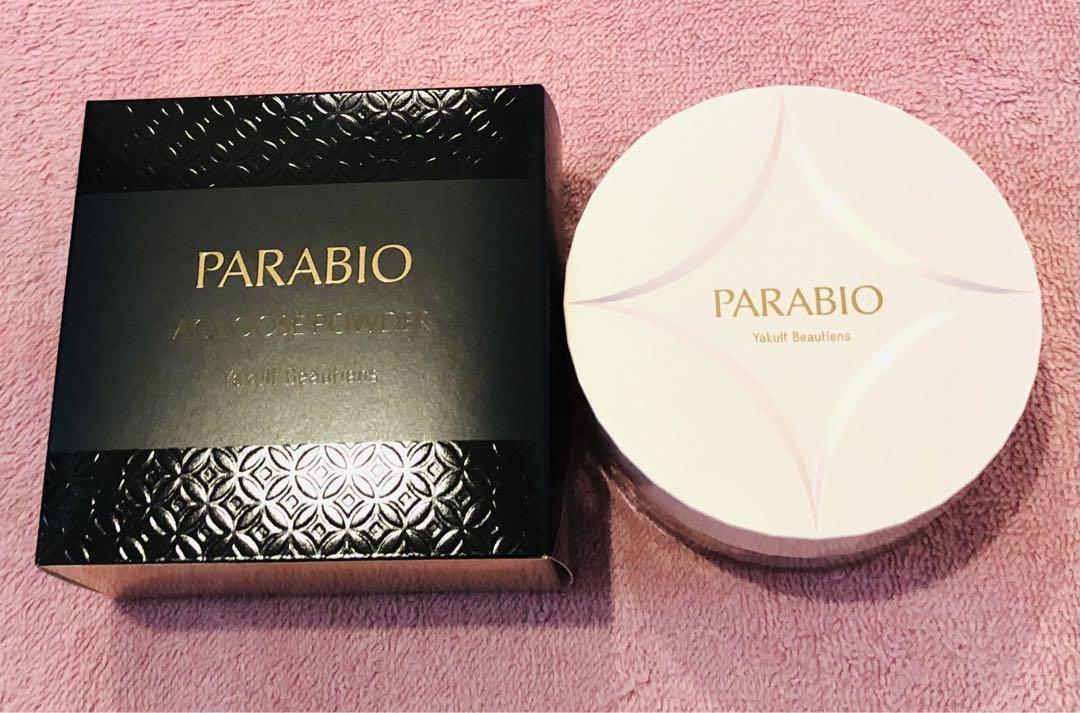 PARABIO
AC LOOSE POWDER
Yakult Beautiens
PARABIO
Yakult Beautiens